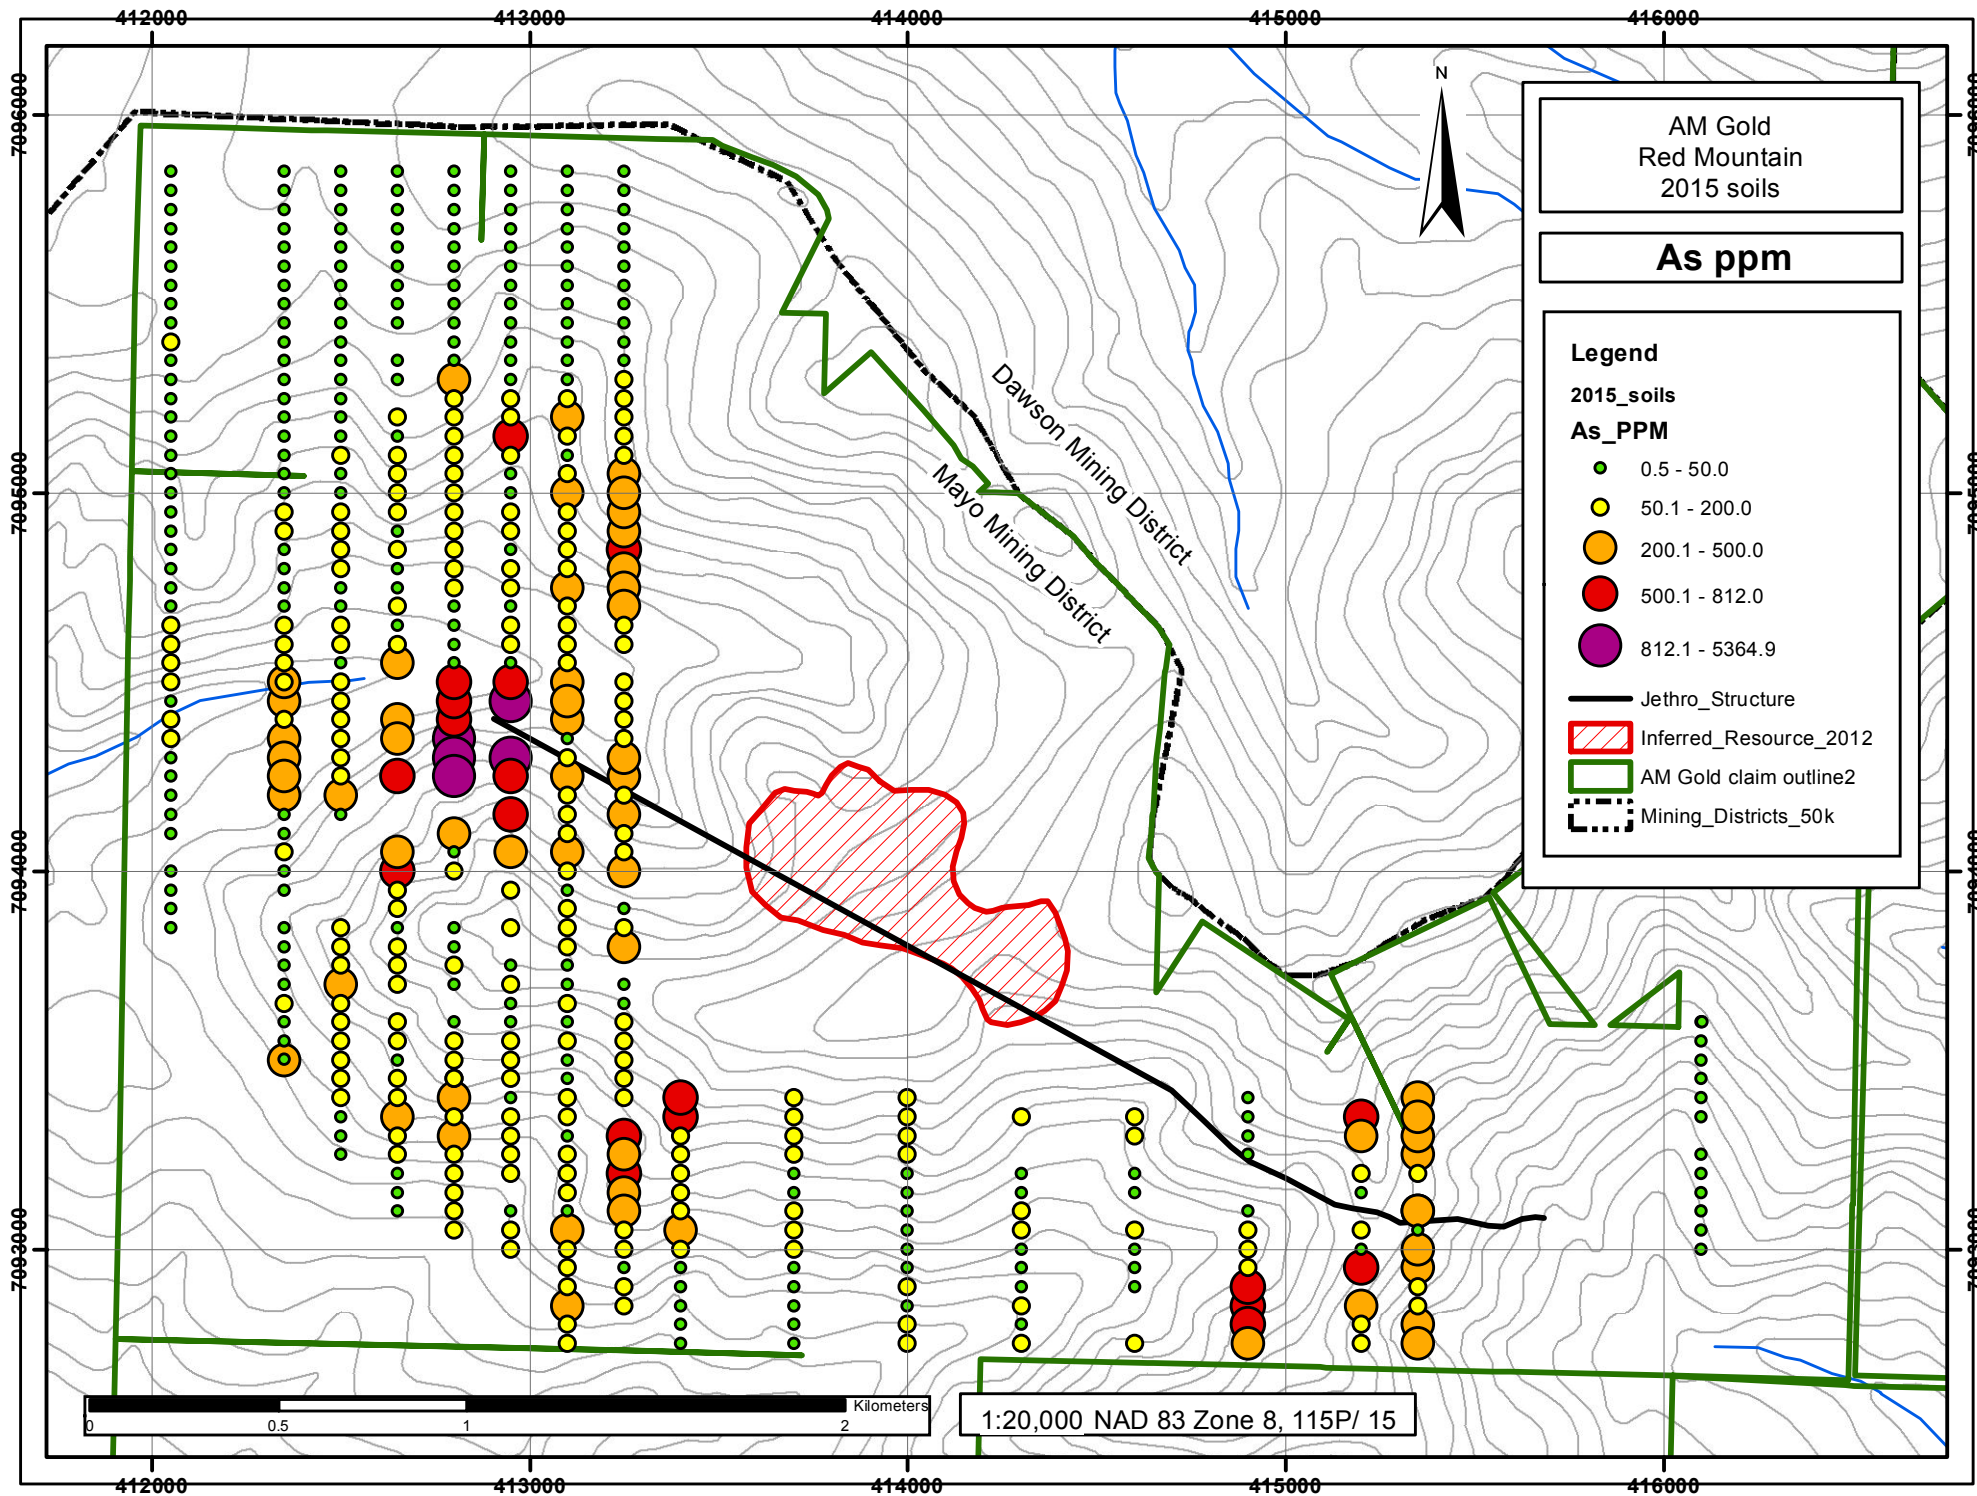 412000 413000 414000 415000 416000
7096000
7095000
7094000
7093000
N
AM Gold
Red Mountain
2015 soils
As ppm
Legend
2015_soils
As_PPM
0.5 - 50.0
50.1 - 200.0
200.1 - 500.0
500.1 - 812.0
812.1 - 5364.9
Jethro_Structure
Inferred_Resource_2012
AM Gold claim outline2
Mining_Districts_50k
Dawson Mining District
Mayo Mining District
Kilometers
0 0.5 1 2
1:20,000 NAD 83 Zone 8, 115P/ 15
412000 413000 414000 415000 416000